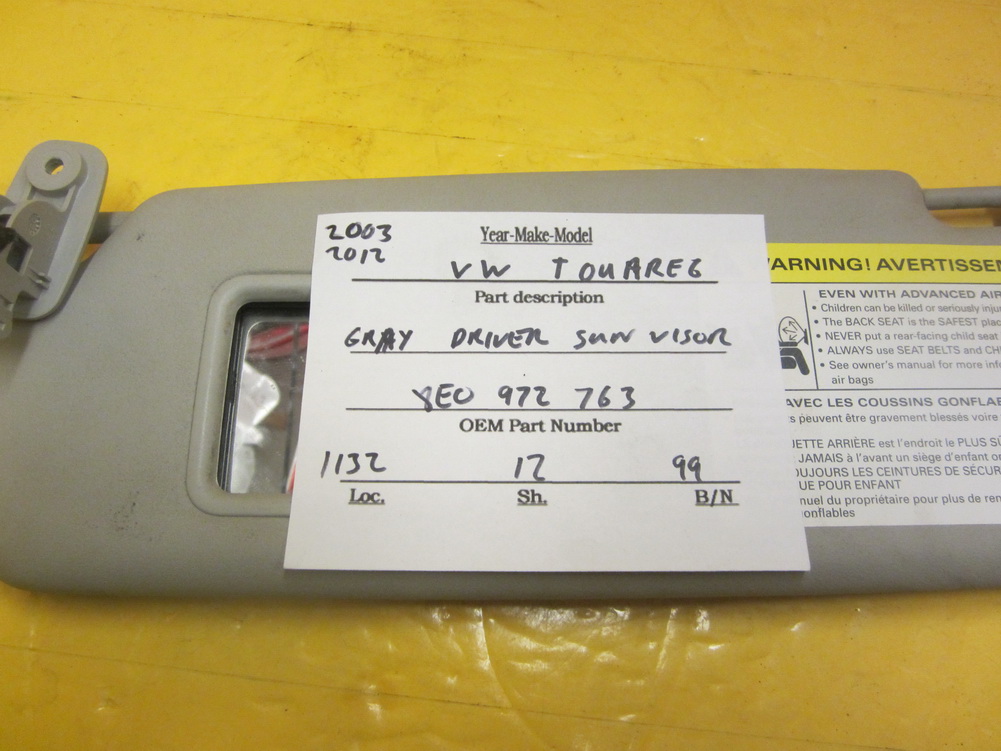 2003
2012
Year-Make-Model
VW TOUAREG
Part description
GRAY DRIVER SUN VISOR
8E0 972 763
OEM Part Number
1132 12 99
Loc. Sh. B/N
WARNING! AVERTISSEM
EVEN WITH ADVANCED AIR
• Children can be killed or seriously inju
• The BACK SEAT is the SAFEST plac
• NEVER put a rear-facing child seat
• ALWAYS use SEAT BELTS and CH
• See owner's manual for more info
air bags
AVEC LES COUSSINS GONFLA
s peuvent être gravement blessés voire
UETTE ARRIÈRE est l'endroit le PLUS SÛ
JAMAIS à l'avant un siège d'enfant or
OUJOURS LES CEINTURES DE SÉCUR
UE POUR ENFANT
nuel du propriétaire pour plus de ren
onflables